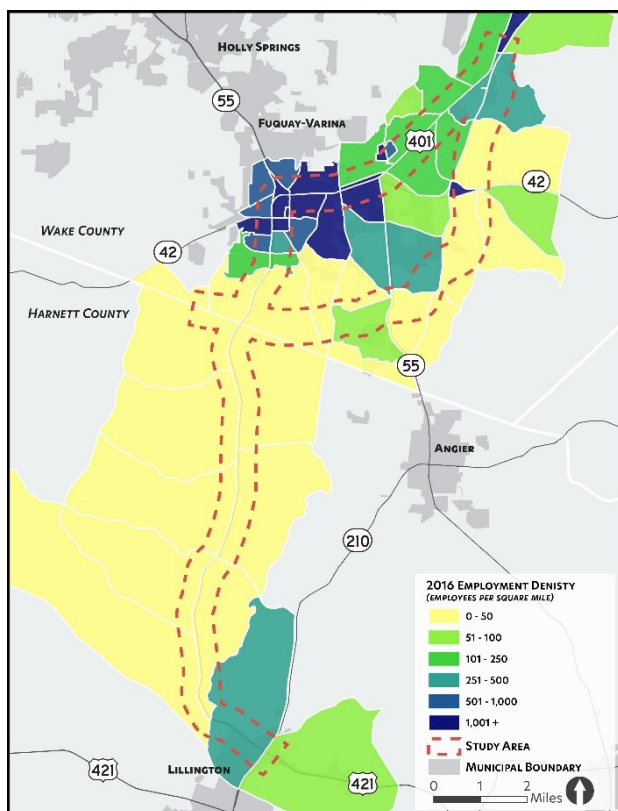 HOLLY SPRINGS
55
FUQUAY-VARINA
401
42
WAKE COUNTY
42
HARNETT COUNTY
55
ANGIER
210
2016 EMPLOYMENT DENISTY
(EMPLOYEES PER SQUARE MILE)
0 - 50
51 - 100
101 - 250
251 - 500
501 - 1,000
1,001 +
STUDY AREA
MUNICIPAL BOUNDARY
421
LILLINGTON
421
0 1 2
Miles